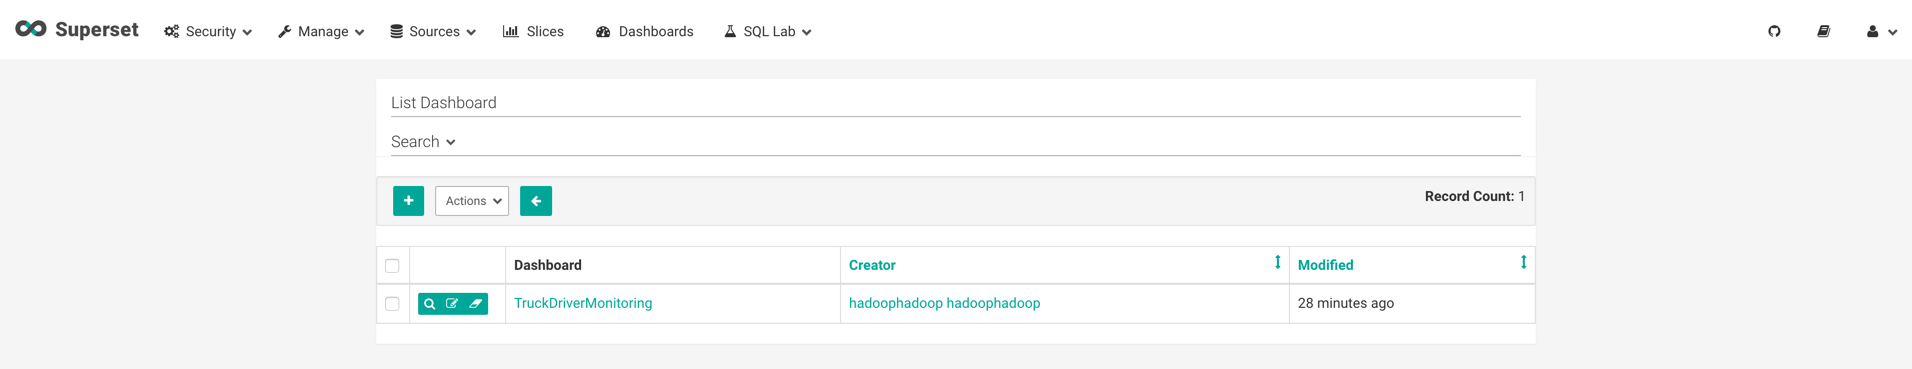 Superset Security Manage Sources Slices Dashboards SQL Lab
List Dashboard
Search
Actions Record Count: 1
Dashboard Creator Modified
TruckDriverMonitoring hadoophadoop hadoophadoop 28 minutes ago